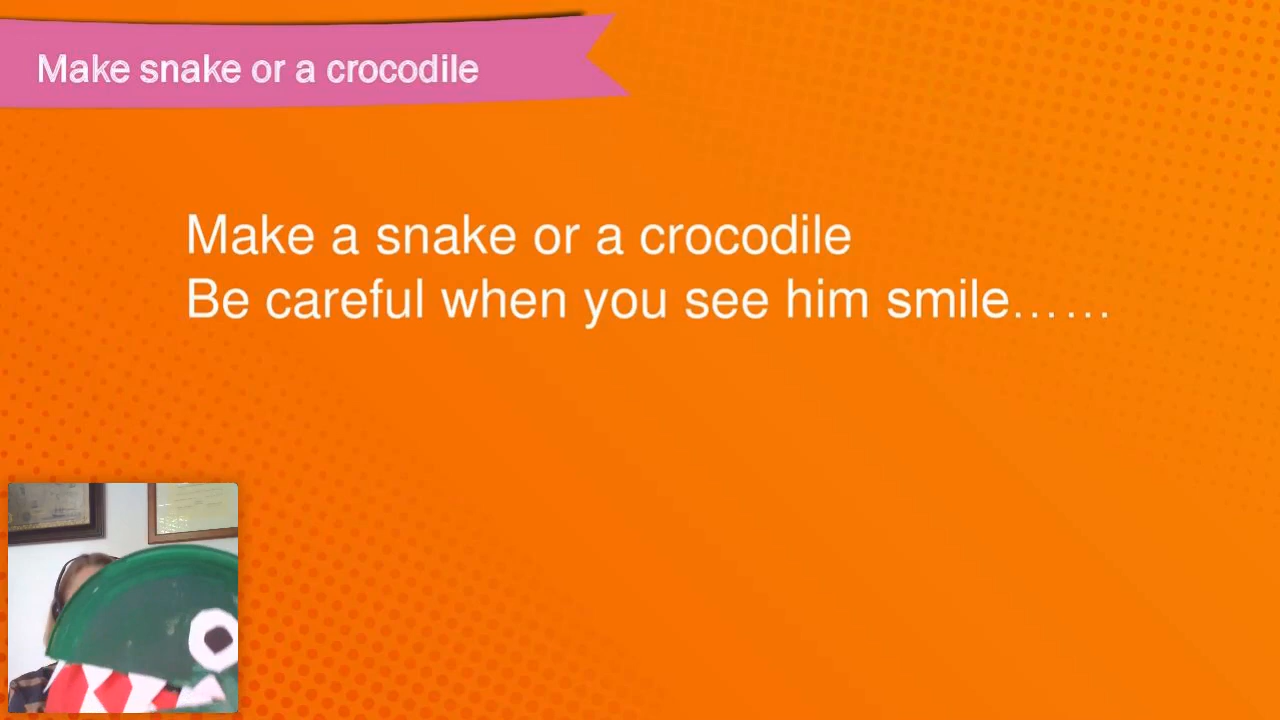 Make snake or a crocodile
Make a snake or a crocodile
Be careful when you see him smile......